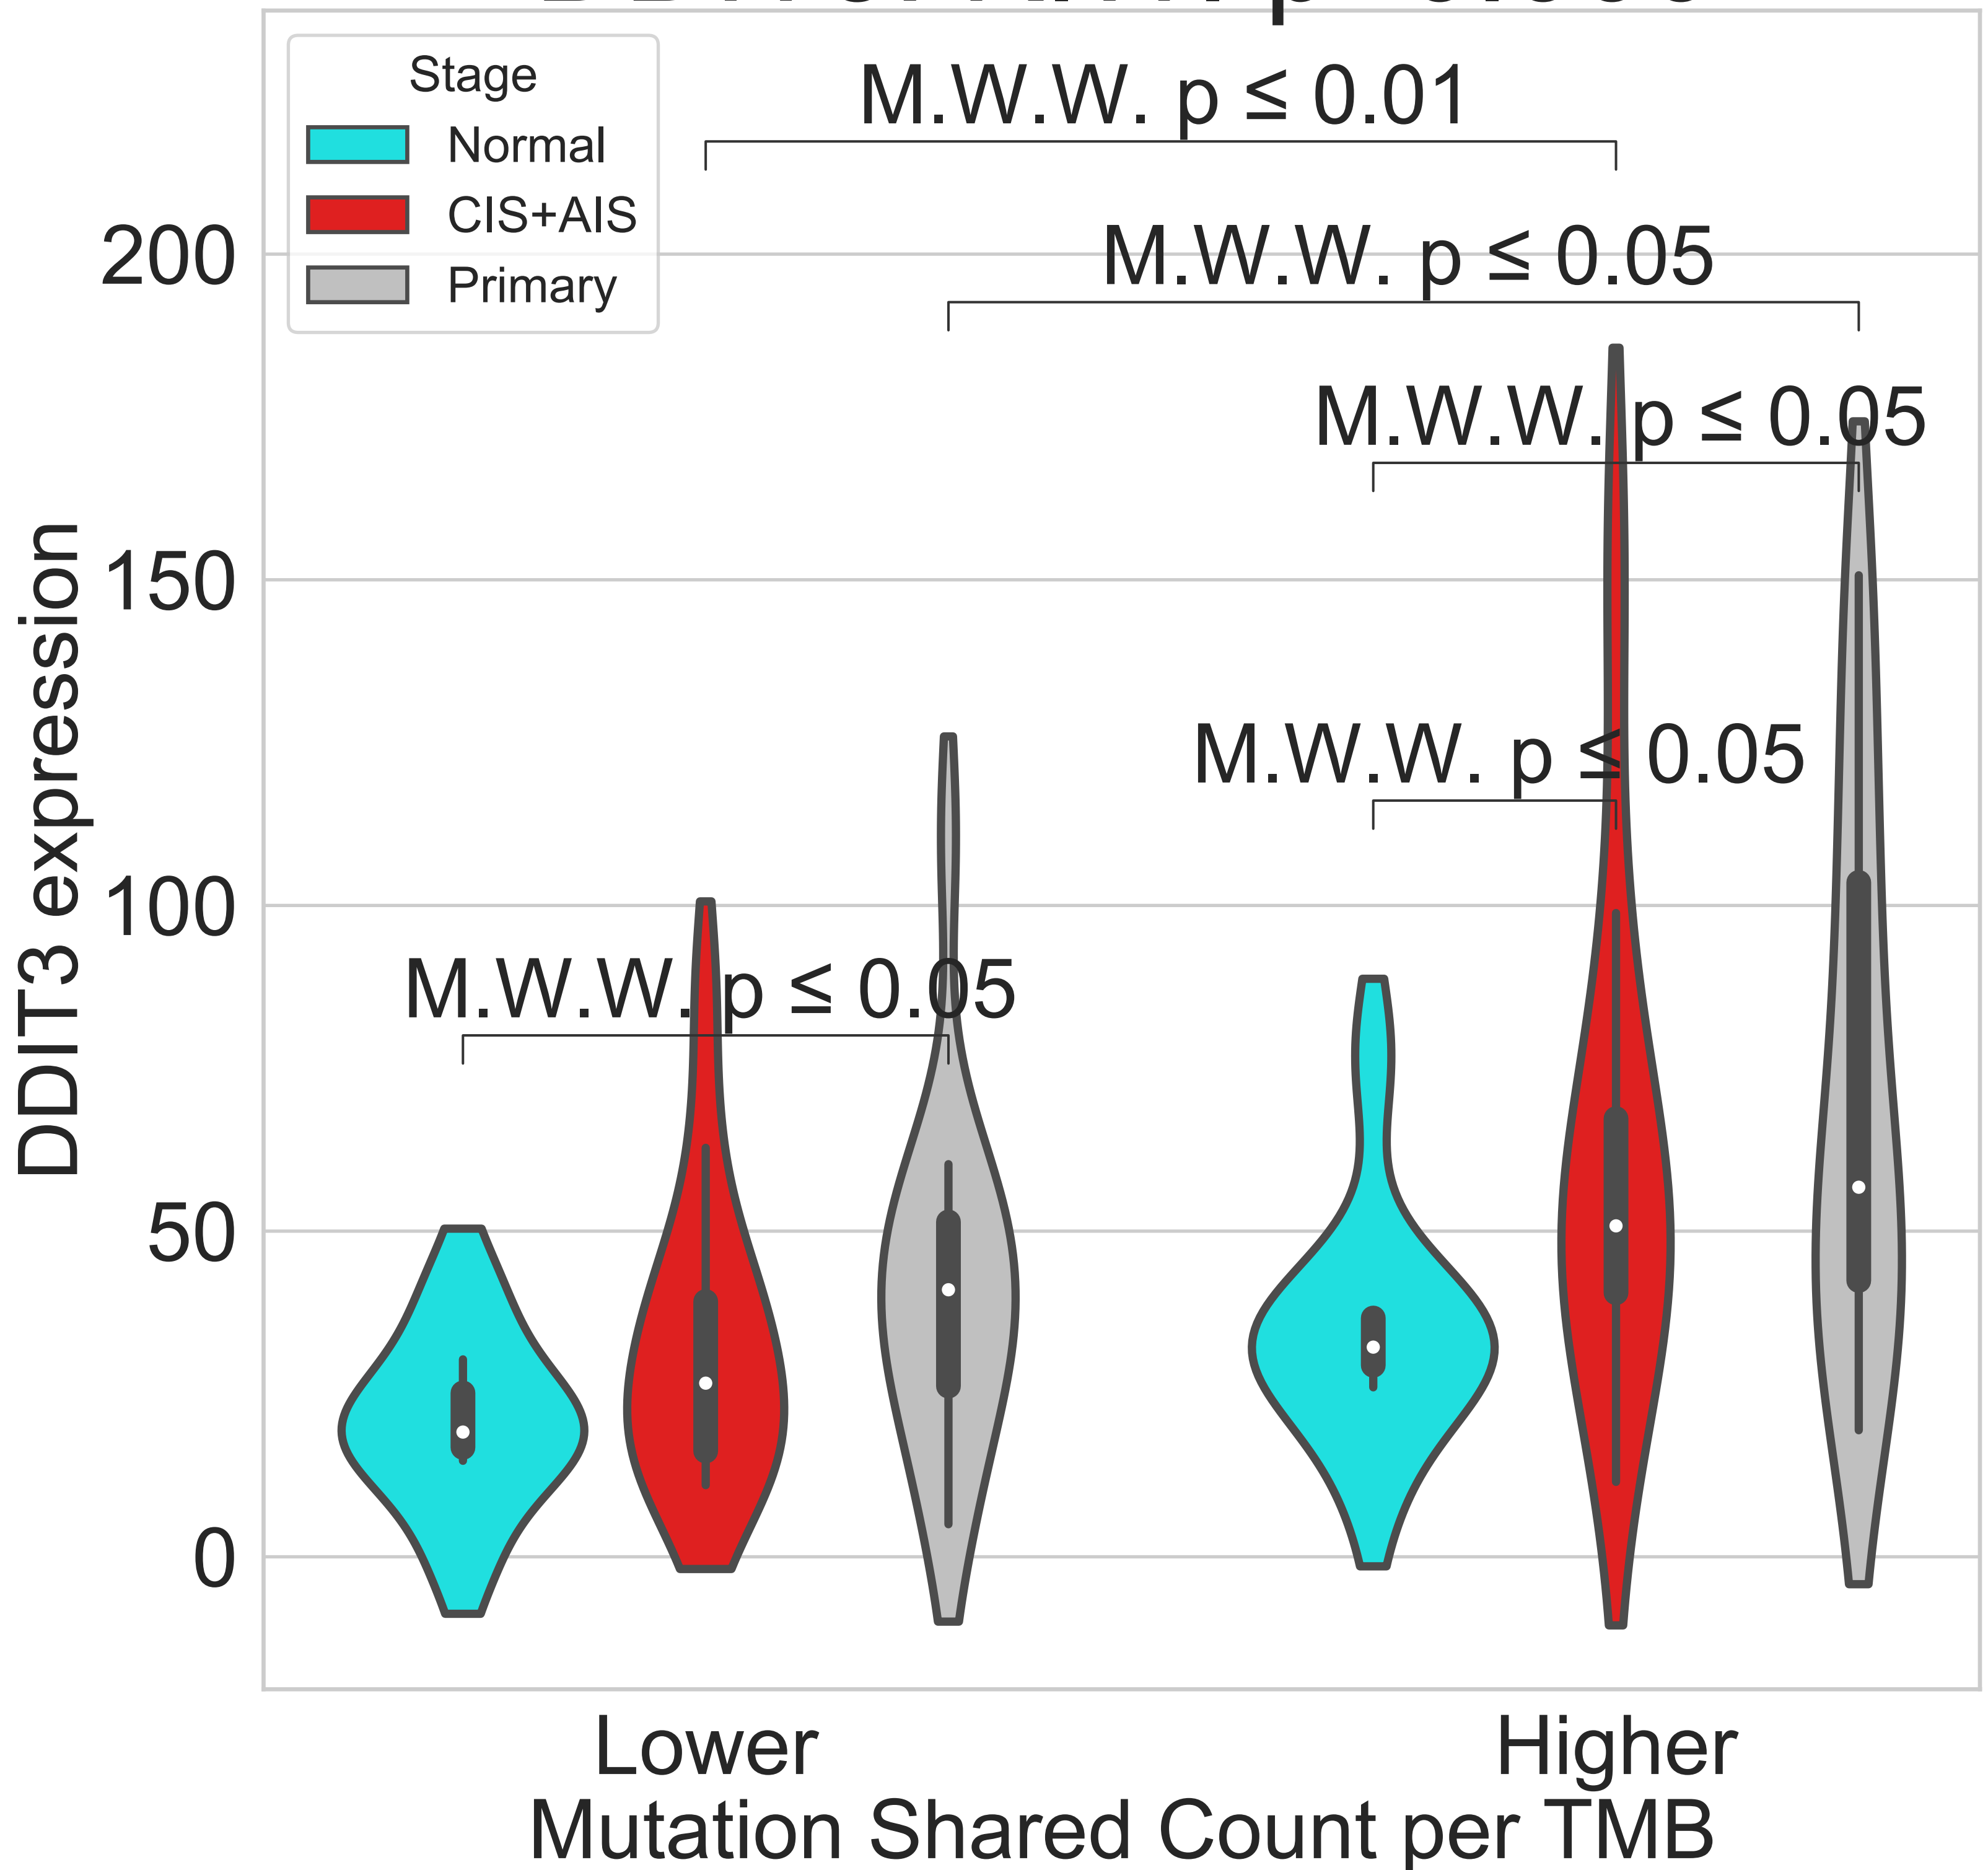 Stage
Normal
CIS+AIS
Primary
M.W.W. p ≤ 0.01
M.W.W. p ≤ 0.05
M.W.W. p ≤ 0.05
M.W.W. p ≤ 0.05
M.W.W. p ≤ 0.05
200
150
100
50
0
DDIT3 expression
Lower
Higher
Mutation Shared Count per TMB